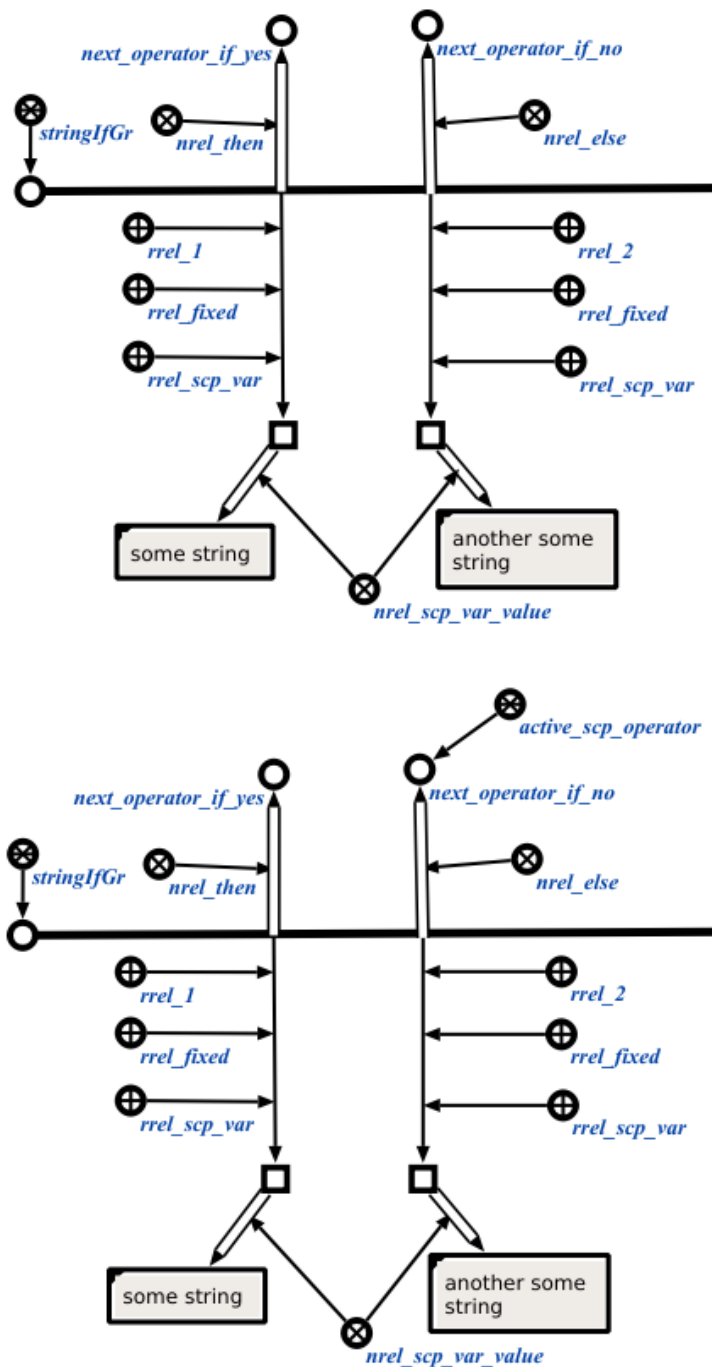 next_operator_if_yes
next_operator_if_no
stringIfGr
nrel_then
nrel_else
rrel_1
rrel_2
rrel_fixed
rrel_fixed
rrel_scp_var
rrel_scp_var
some string
another some
string
nrel_scp_var_value
active_scp_operator
next_operator_if_yes
next_operator_if_no
stringIfGr
nrel_then
nrel_else
rrel_1
rrel_2
rrel_fixed
rrel_fixed
rrel_scp_var
rrel_scp_var
some string
another some
string
nrel_scp_var_value